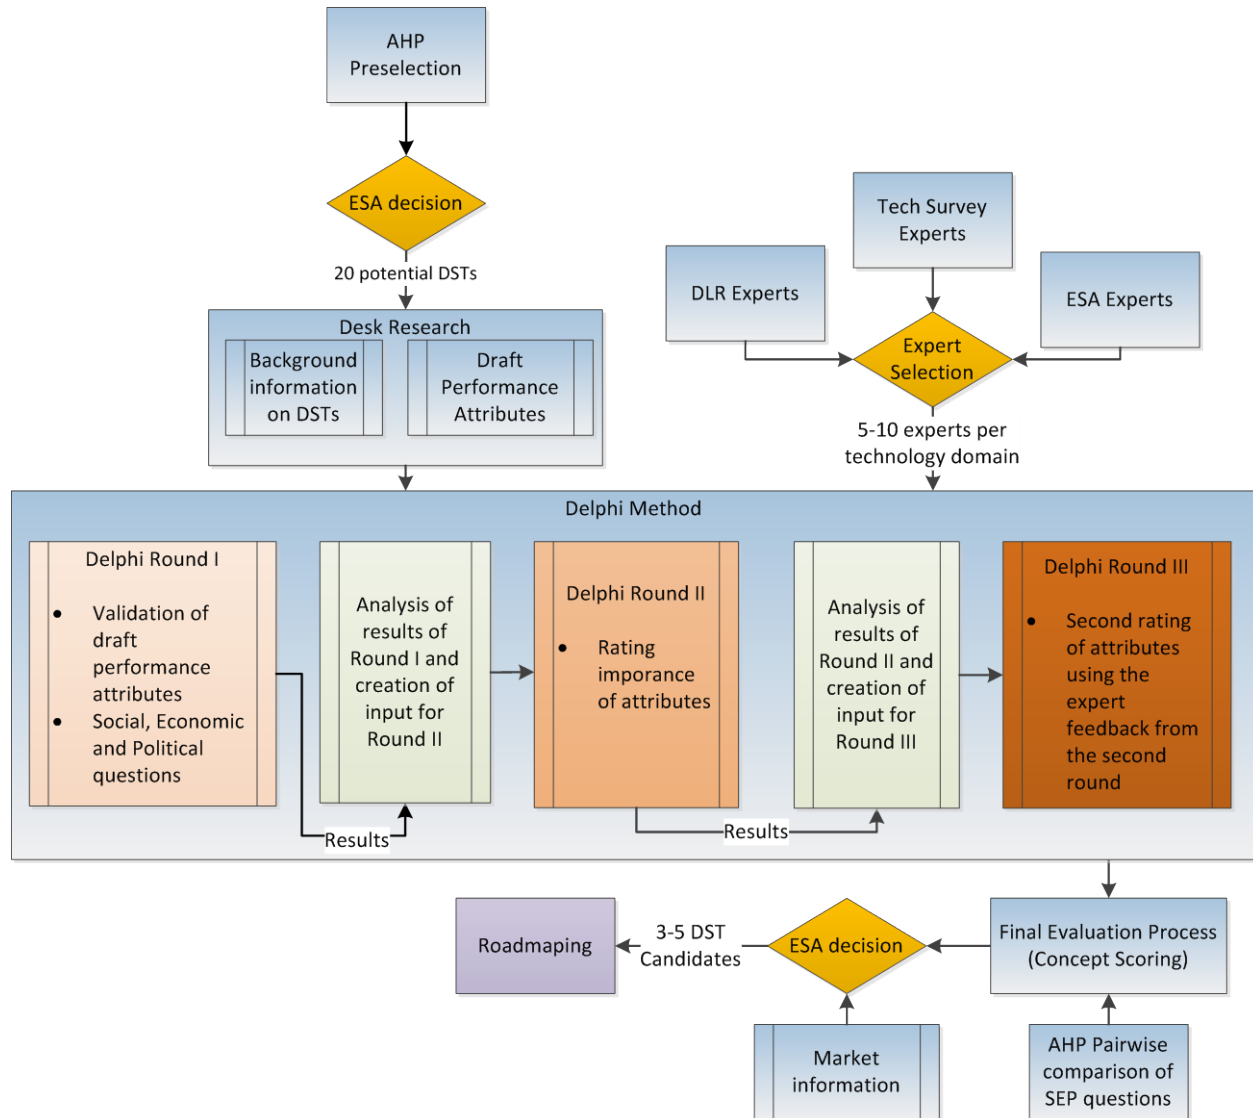 AHP
Preselection
ESA decision
20 potential DSTs
Desk Research
Background
information
on DSTs
Draft
Performance
Attributes
Tech Survey
Experts
DLR Experts
ESA Experts
Expert
Selection
5-10 experts per
technology domain
Delphi Method
Delphi Round I
• Validation of
draft
performance
attributes
• Social, Economic
and Political
questions
Results
Analysis of
results of
Round I and
creation of
input for
Round II
Delphi Round II
• Rating
imporance
of attributes
Results
Analysis of
results of
Round II and
creation of
input for
Round III
Delphi Round III
• Second rating
of attributes
using the
expert
feedback from
the second
round
Final Evaluation Process
(Concept Scoring)
AHP Pairwise
comparison of
SEP questions
ESA decision
Market
information
3-5 DST
Candidates
Roadmaping